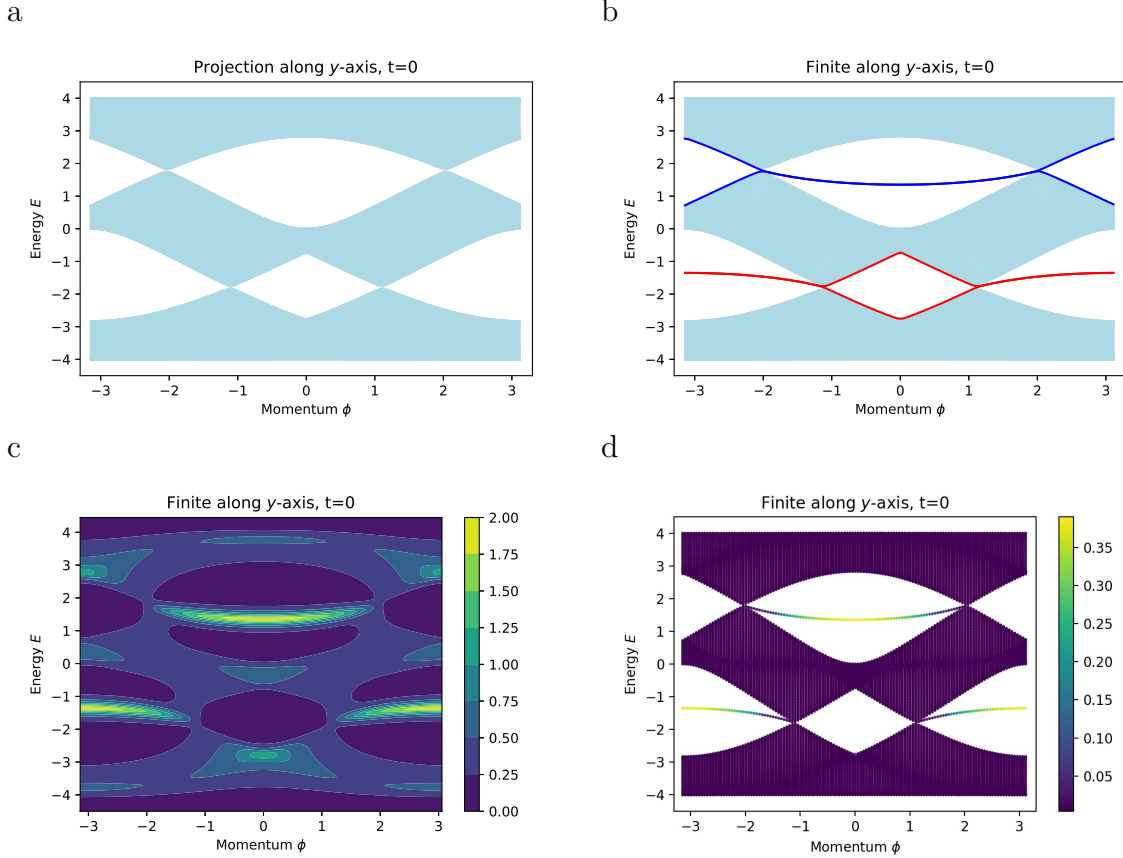 a
b
Projection along y-axis, t=0
4
3
2
1
0
−1
−2
−3
−4
Energy E
−3 −2 −1 0 1 2 3
Momentum ϕ
Finite along y-axis, t=0
4
3
2
1
0
−1
−2
−3
−4
Energy E
−3 −2 −1 0 1 2 3
Momentum ϕ
c
d
Finite along y-axis, t=0
4
3
2
1
0
−1
−2
−3
−4
Energy E
−3 −2 −1 0 1 2 3
Momentum ϕ
2.00
1.75
1.50
1.25
1.00
0.75
0.50
0.25
0.00
Finite along y-axis, t=0
4
3
2
1
0
−1
−2
−3
−4
Energy E
−3 −2 −1 0 1 2 3
Momentum ϕ
0.35
0.30
0.25
0.20
0.15
0.10
0.05